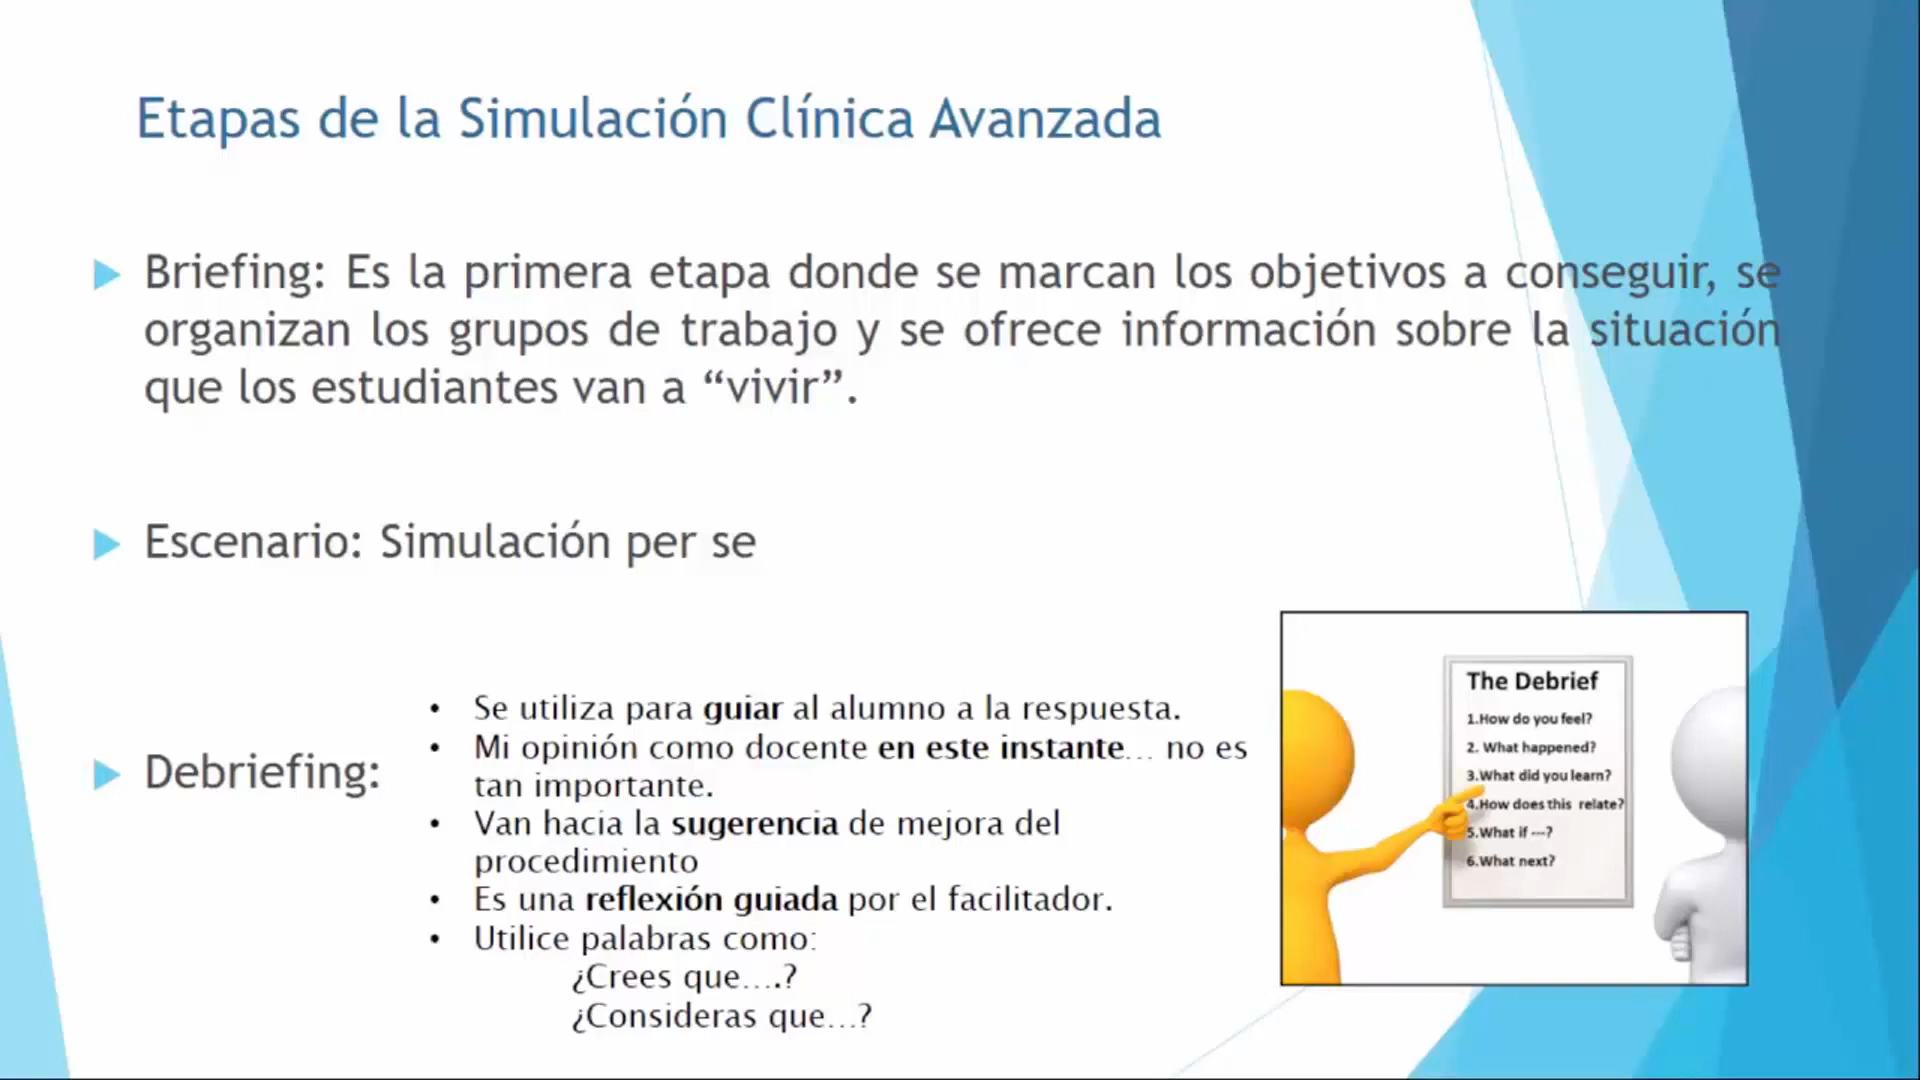 Etapas de la Simulación Clínica Avanzada
Briefing: Es la primera etapa donde se marcan los objetivos a conseguir, se
organizan los grupos de trabajo y se ofrece información sobre la situación
que los estudiantes van a “vivir”.
Escenario: Simulación per se
Debriefing:
• Se utiliza para guiar al alumno a la respuesta.
• Mi opinión como docente en este instante... no es
tan importante.
• Van hacia la sugerencia de mejora del
procedimiento
• Es una reflexión guiada por el facilitador.
• Utilice palabras como:
¿Crees que....?
¿Consideras que...?
The Debrief
1.How do you feel?
2. What happened?
3.What did you learn?
4.How does this relate?
5.What if ---?
6.What next?